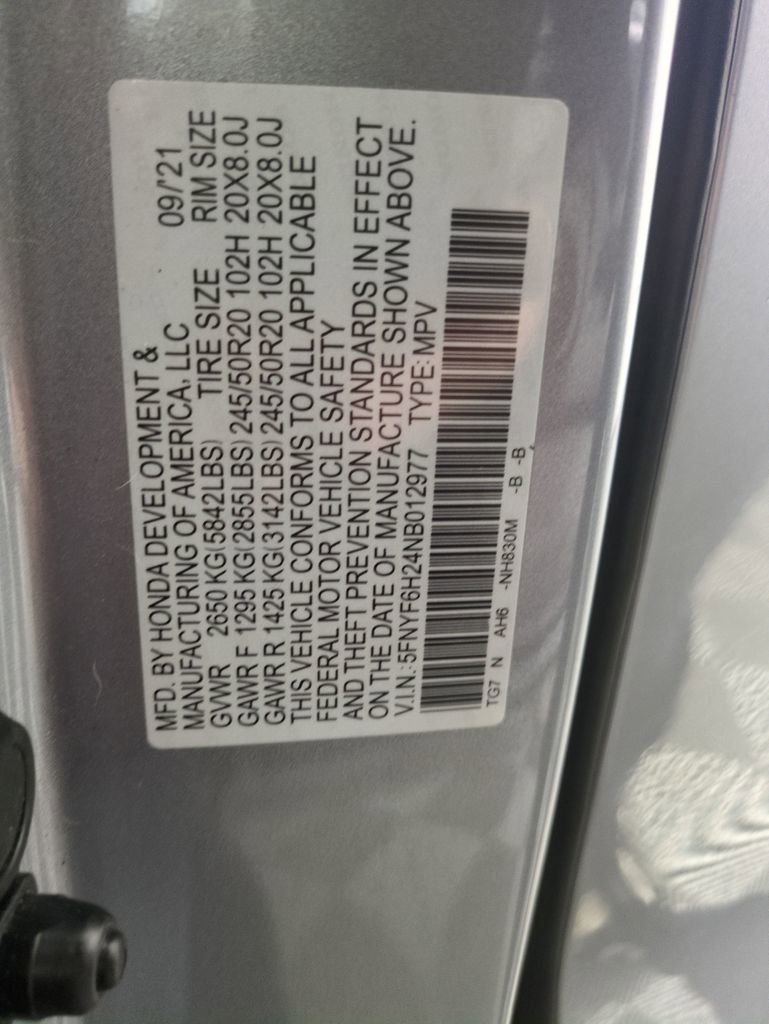 MFD. BY HONDA DEVELOPMENT &
MANUFACTURING OF AMERICA, LLC 09/'21
GVWR 2650 KG(5842LBS) TIRE SIZE RIM SIZE
GAWR F 1295 KG(2855LBS) 245/50R20 102H 20X8.0J
GAWR R 1425 KG(3142LBS) 245/50R20 102H 20X8.0J
THIS VEHICLE CONFORMS TO ALL APPLICABLE
FEDERAL MOTOR VEHICLE SAFETY
AND THEFT PREVENTION STANDARDS IN EFFECT
ON THE DATE OF MANUFACTURE SHOWN ABOVE.
V.I.N.:5FNYF6H24NB012977 TYPE:MPV
TG7 N AH6 -NH830M -B -B